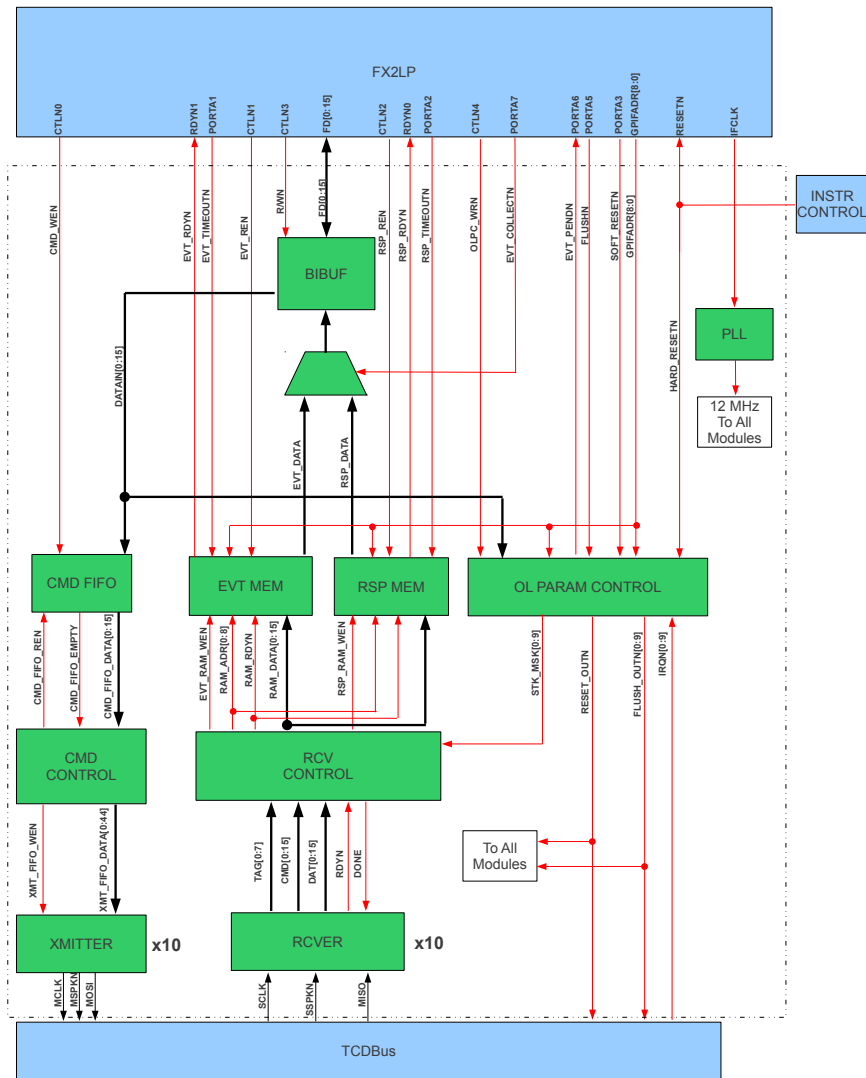 FX2LP
CTLN0
RDYN1
PORTA1
CTLN1
CTLN3
FD[0:15]
CTLN2
RDYN0
PORTA2
CTLN4
PORTA7
PORTA6
PORTA5
PORTA3
GPIFADR[8:0]
RESETN
IFCLK
INSTR
CONTROL
CMD_WEN
EVT_RDYN
EVT_TIMEOUTN
EVT_REN
R/WN
FD[0:15]
RSP_REN
RSP_RDYN
RSP_TIMEOUTN
OLPC_WRN
EVT_COLLECTN
EVT_PENDN
FLUSHN
SOFT_RESETN
GPIFADR[8:0]
HARD_RESETN
BIBUF
PLL
12 MHz
To All
Modules
DATAIN[0:15]
EVT_DATA
RSP_DATA
CMD FIFO
EVT MEM
RSP MEM
OL PARAM CONTROL
CMD_FIFO_REN
CMD_FIFO_EMPTY
CMD_FIFO_DATA[0:15]
EVT_RAM_WEN
RAM_ADR[0:8]
RAM_RDYN
RAM_DATA[0:15]
RSP_RAM_WEN
STK_MSK[0:9]
RESET_OUTN
FLUSH_OUTN[0:9]
IRQN[0:9]
CMD
CONTROL
RCV
CONTROL
XMT_FIFO_WEN
XMT_FIFO_DATA[0:44]
TAG[0:7]
CMD[0:15]
DAT[0:15]
RDYN
DONE
To All
Modules
XMITTER
x10
RCVER
x10
MCLK
MSPKN
MOSI
SCLK
SSPKN
MISO
TCDBus